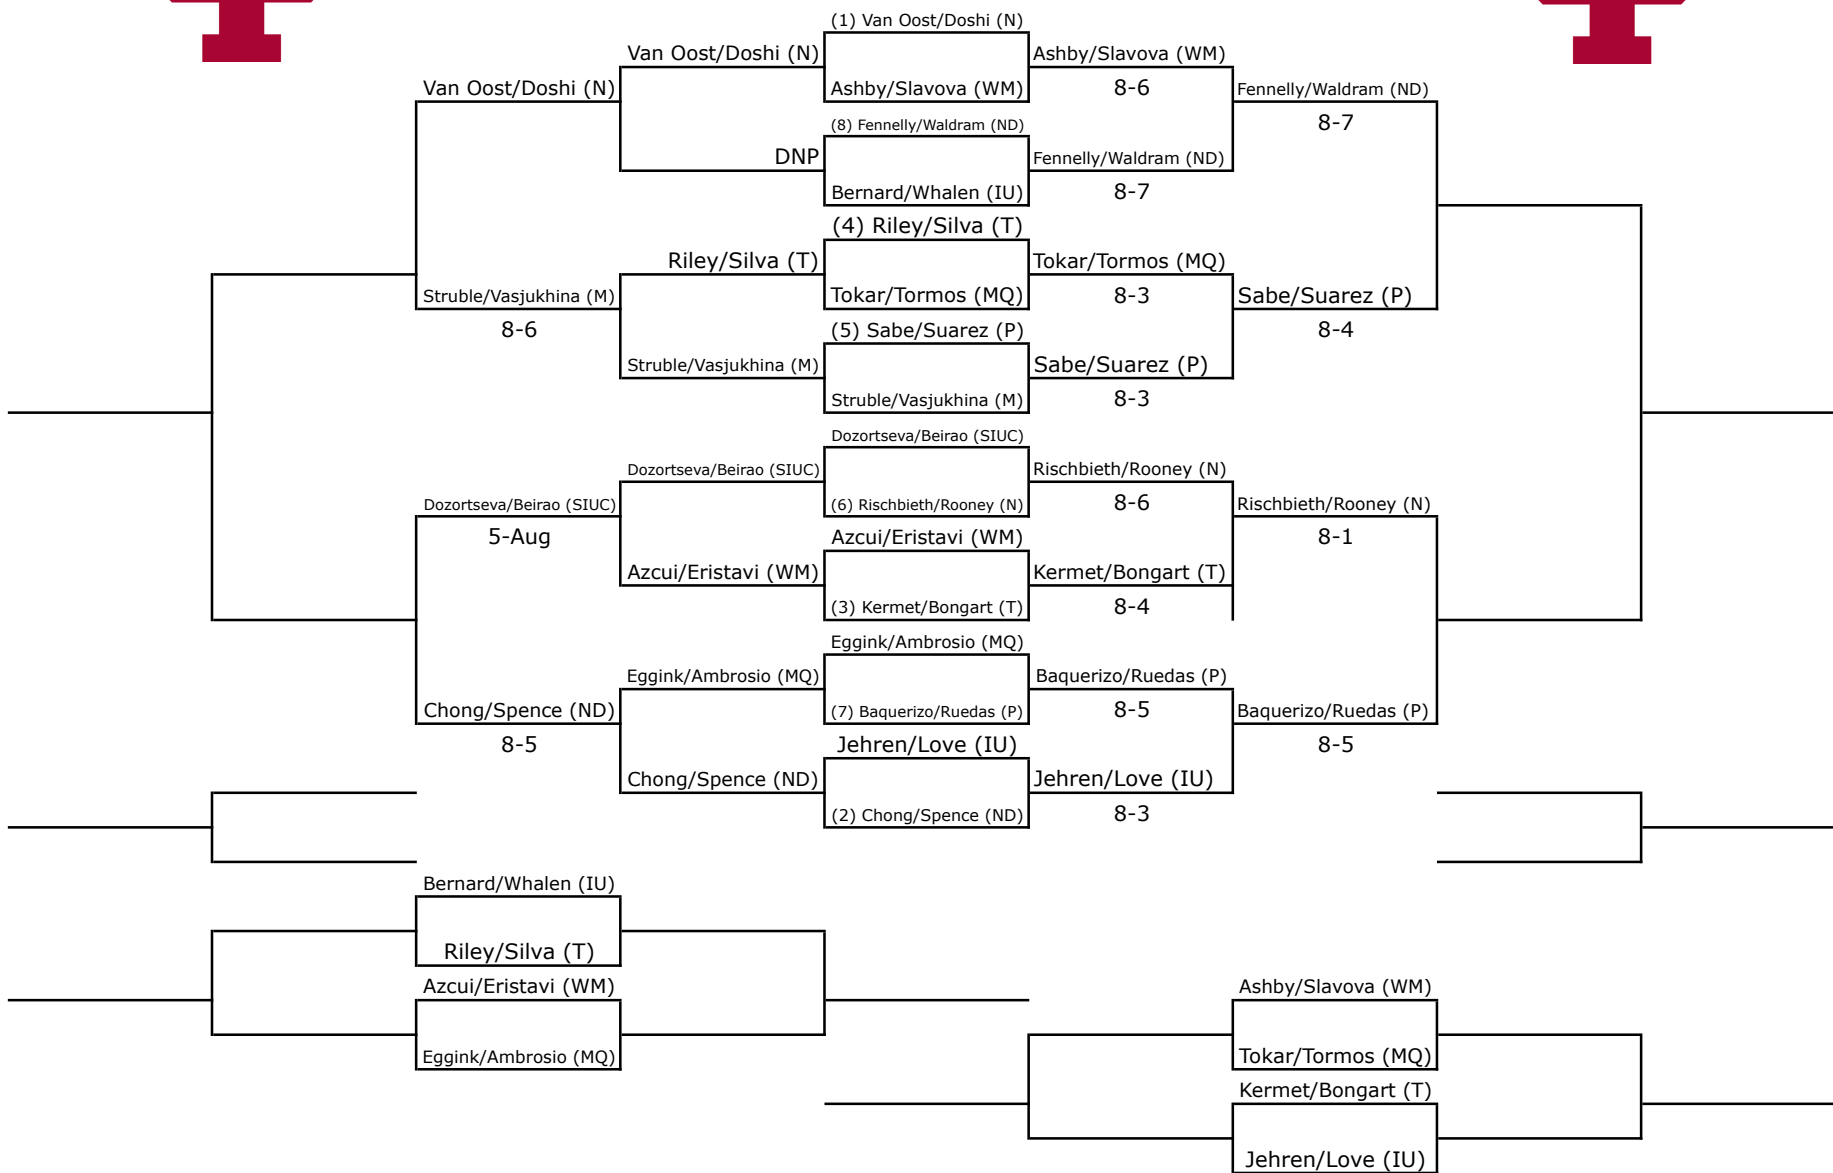 (1) Van Oost/Doshi (N)
Van Oost/Doshi (N)
Ashby/Slavova (WM)
Van Oost/Doshi (N)
Ashby/Slavova (WM)
8-6
Fennelly/Waldram (ND)
(8) Fennelly/Waldram (ND)
8-7
DNP
Fennelly/Waldram (ND)
Bernard/Whalen (IU)
8-7
(4) Riley/Silva (T)
Riley/Silva (T)
Tokar/Tormos (MQ)
Struble/Vasjukhina (M)
Tokar/Tormos (MQ)
8-3
Sabe/Suarez (P)
8-6
(5) Sabe/Suarez (P)
8-4
Struble/Vasjukhina (M)
Sabe/Suarez (P)
Struble/Vasjukhina (M)
8-3
Dozortseva/Beirao (SIUC)
Dozortseva/Beirao (SIUC)
Rischbieth/Rooney (N)
Dozortseva/Beirao (SIUC)
(6) Rischbieth/Rooney (N)
8-6
Rischbieth/Rooney (N)
5-Aug
Azcui/Eristavi (WM)
8-1
Azcui/Eristavi (WM)
Kermet/Bongart (T)
(3) Kermet/Bongart (T)
8-4
Eggink/Ambrosio (MQ)
Eggink/Ambrosio (MQ)
Baquerizo/Ruedas (P)
Chong/Spence (ND)
(7) Baquerizo/Ruedas (P)
8-5
Baquerizo/Ruedas (P)
8-5
Jehren/Love (IU)
8-5
Chong/Spence (ND)
Jehren/Love (IU)
(2) Chong/Spence (ND)
8-3
Bernard/Whalen (IU)
Riley/Silva (T)
Azcui/Eristavi (WM)
Ashby/Slavova (WM)
Eggink/Ambrosio (MQ)
Tokar/Tormos (MQ)
Kermet/Bongart (T)
Jehren/Love (IU)